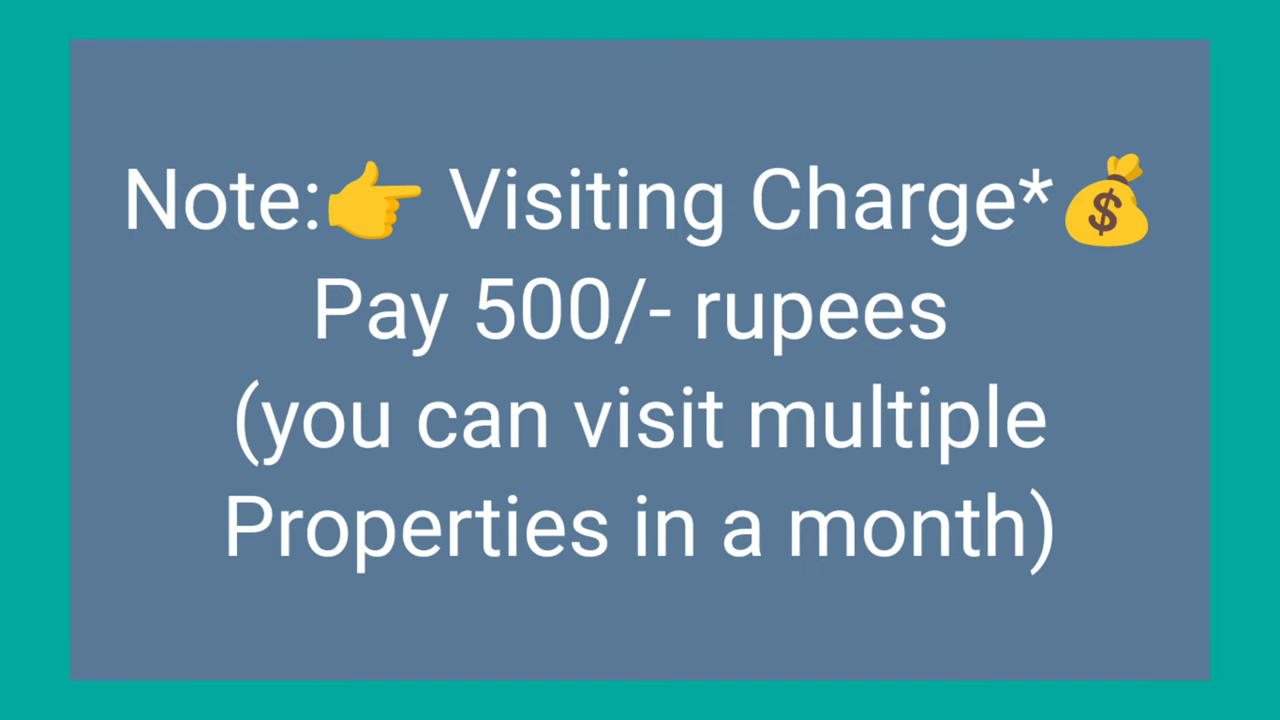 Note:👉 Visiting Charge*💰
Pay 500/- rupees
(you can visit multiple
Properties in a month)